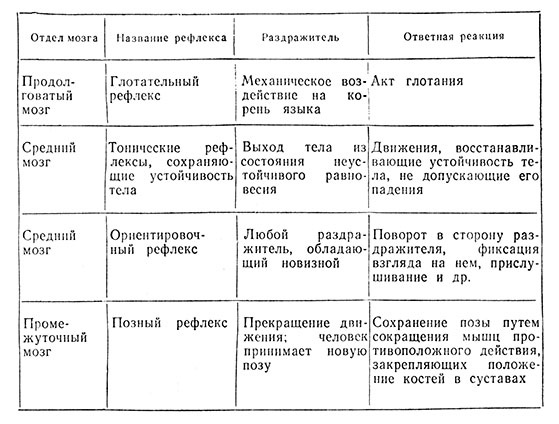 Отдел мозга
Название рефлекса
Раздражитель
Ответная реакция
Продол-
говатый
мозг
Глотательный
рефлекс
Механическое воз-
действие на ко-
рень языка
Акт глотания
Средний
мозг
Тонические реф-
лексы, сохраняю-
щие устойчивость
тела
Выход тела из
состояния неус-
тойчивого равно-
весия
Движения, восстанавли-
вающие устойчивость те-
ла, не допускающие его
падения
Средний
мозг
Ориентировоч-
ный рефлекс
Любой раздра-
житель, обладаю-
щий новизной
Поворот в сторону раз-
дражителя, фиксация
взгляда на нем, прислу-
шивание и др.
Проме-
жуточный
мозг
Позный рефлекс
Прекращение дви-
жения; человек
принимает новую
позу
Сохранение позы путем
сокращения мышц про-
тивоположного действия,
закрепляющих положе-
ние костей в суставах